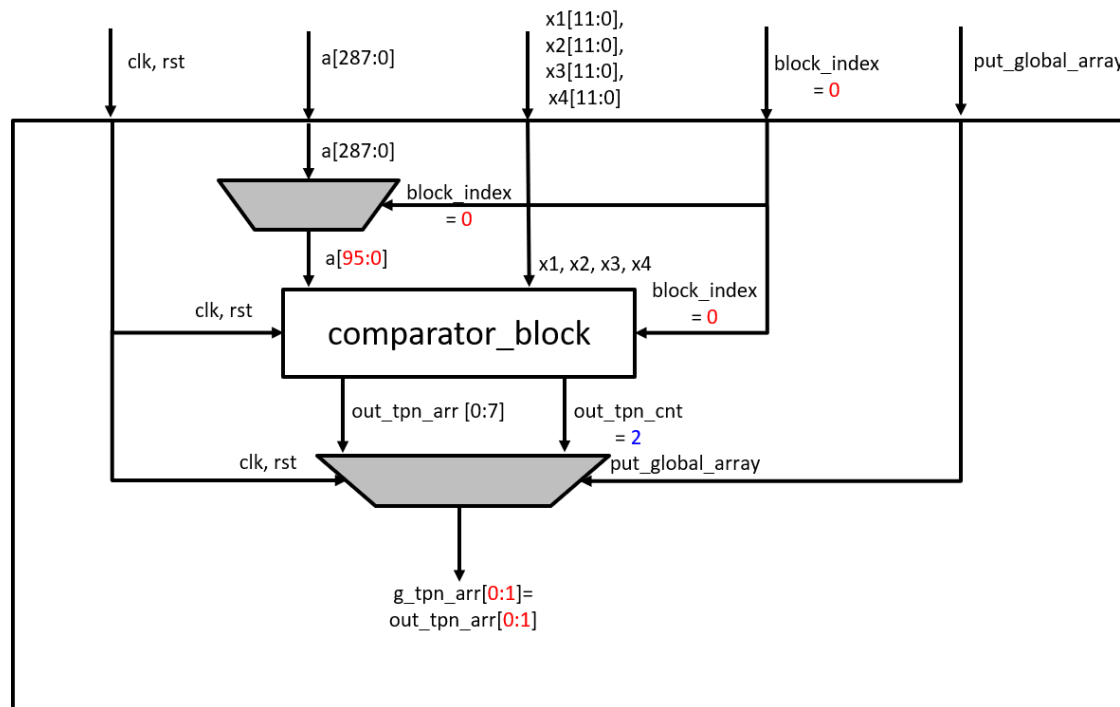 clk, rst
a[287:0]
x1[11:0],
x2[11:0],
x3[11:0],
x4[11:0]
block_index
= 0
put_global_array
a[287:0]
block_index
= 0
a[95:0]
x1, x2, x3, x4
block_index
= 0
clk, rst
comparator_block
out_tpn_arr [0:7]
out_tpn_cnt
= 2
clk, rst
put_global_array
g_tpn_arr[0:1]=
out_tpn_arr[0:1]